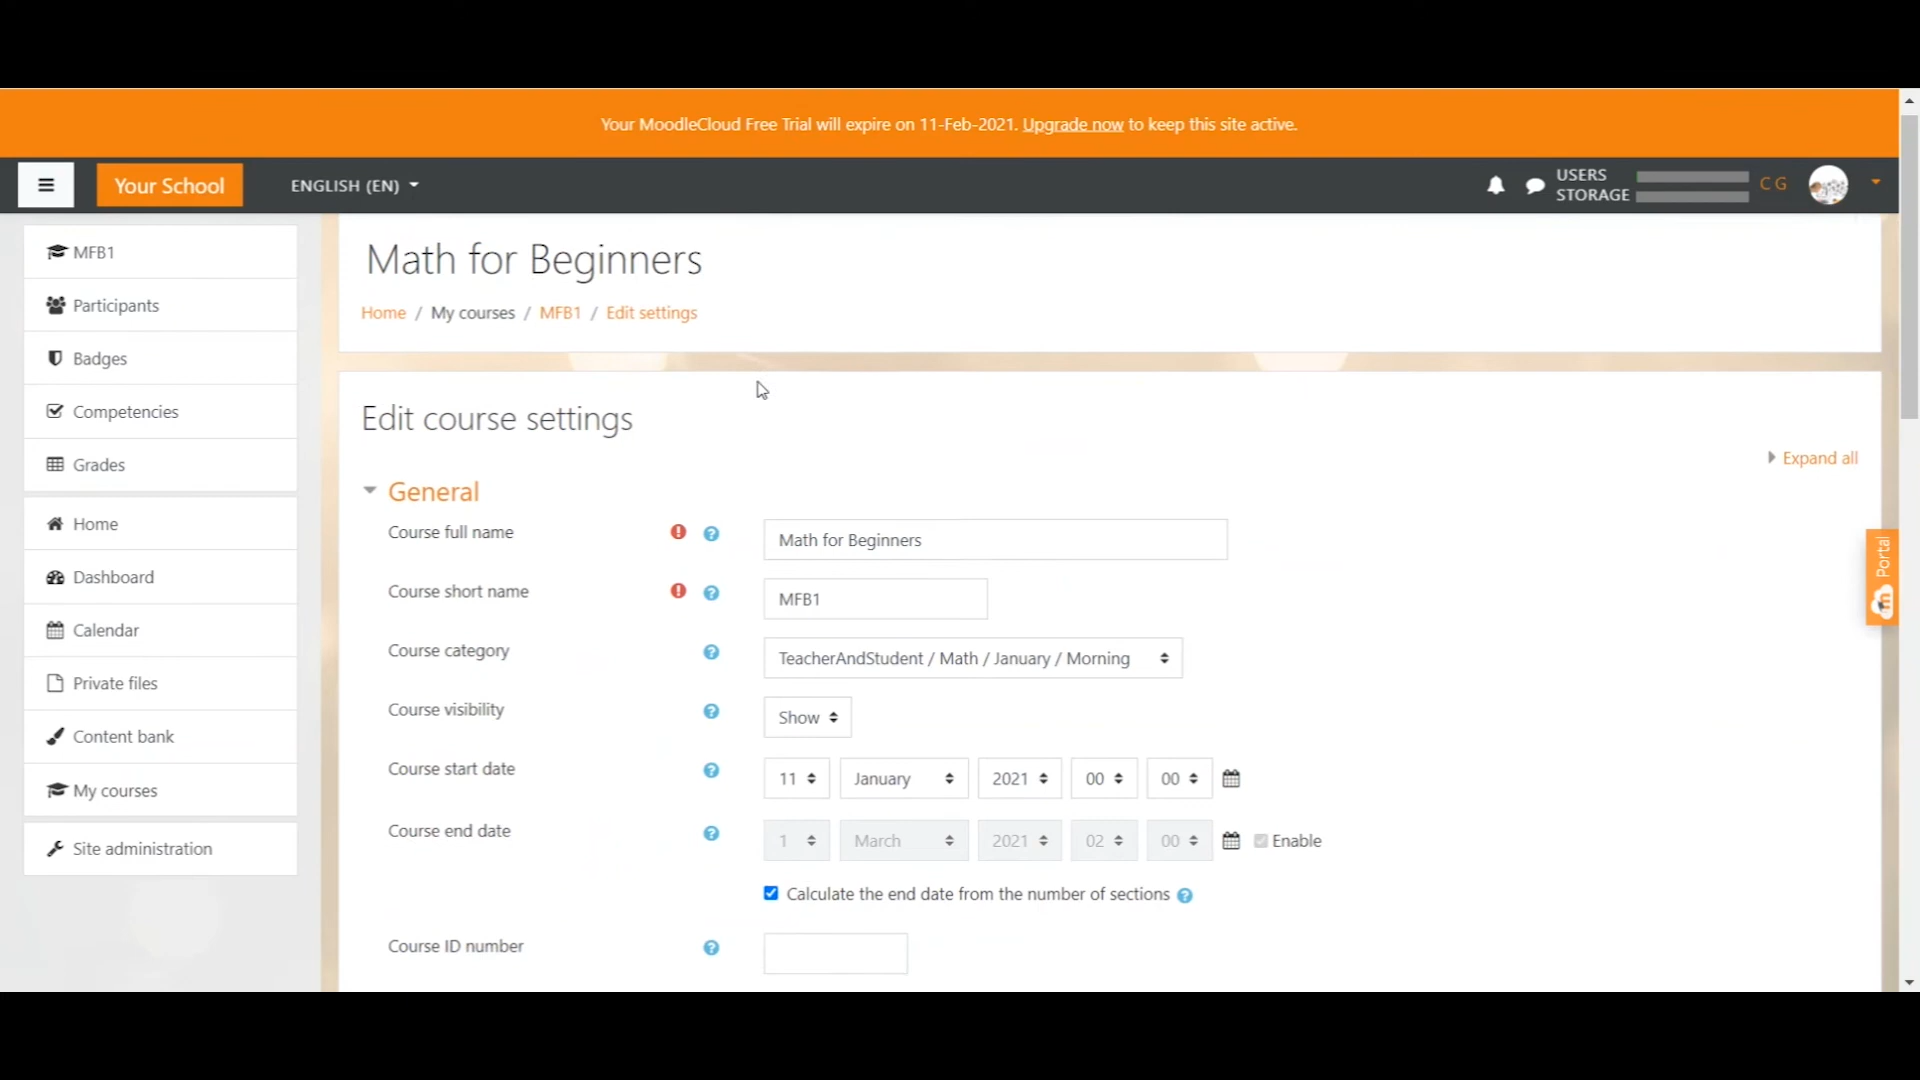 Your MoodleCloud Free Trial will expire on 11-Feb-2021. Upgrade now to keep this site active.
Your School
ENGLISH (EN)
USERS
STORAGE
C G
MFB1
Participants
Badges
Competencies
Grades
Home
Dashboard
Calendar
Private files
Content bank
My courses
Site administration
Math for Beginners
Home / My courses / MFB1 / Edit settings
Edit course settings
Expand all
General
Course full name
Math for Beginners
Course short name
MFB1
Course category
TeacherAndStudent / Math / January / Morning
Course visibility
Show
Course start date
11 January 2021 00 00
Course end date
1 March 2021 02 00 Enable
Calculate the end date from the number of sections
Course ID number
Portal